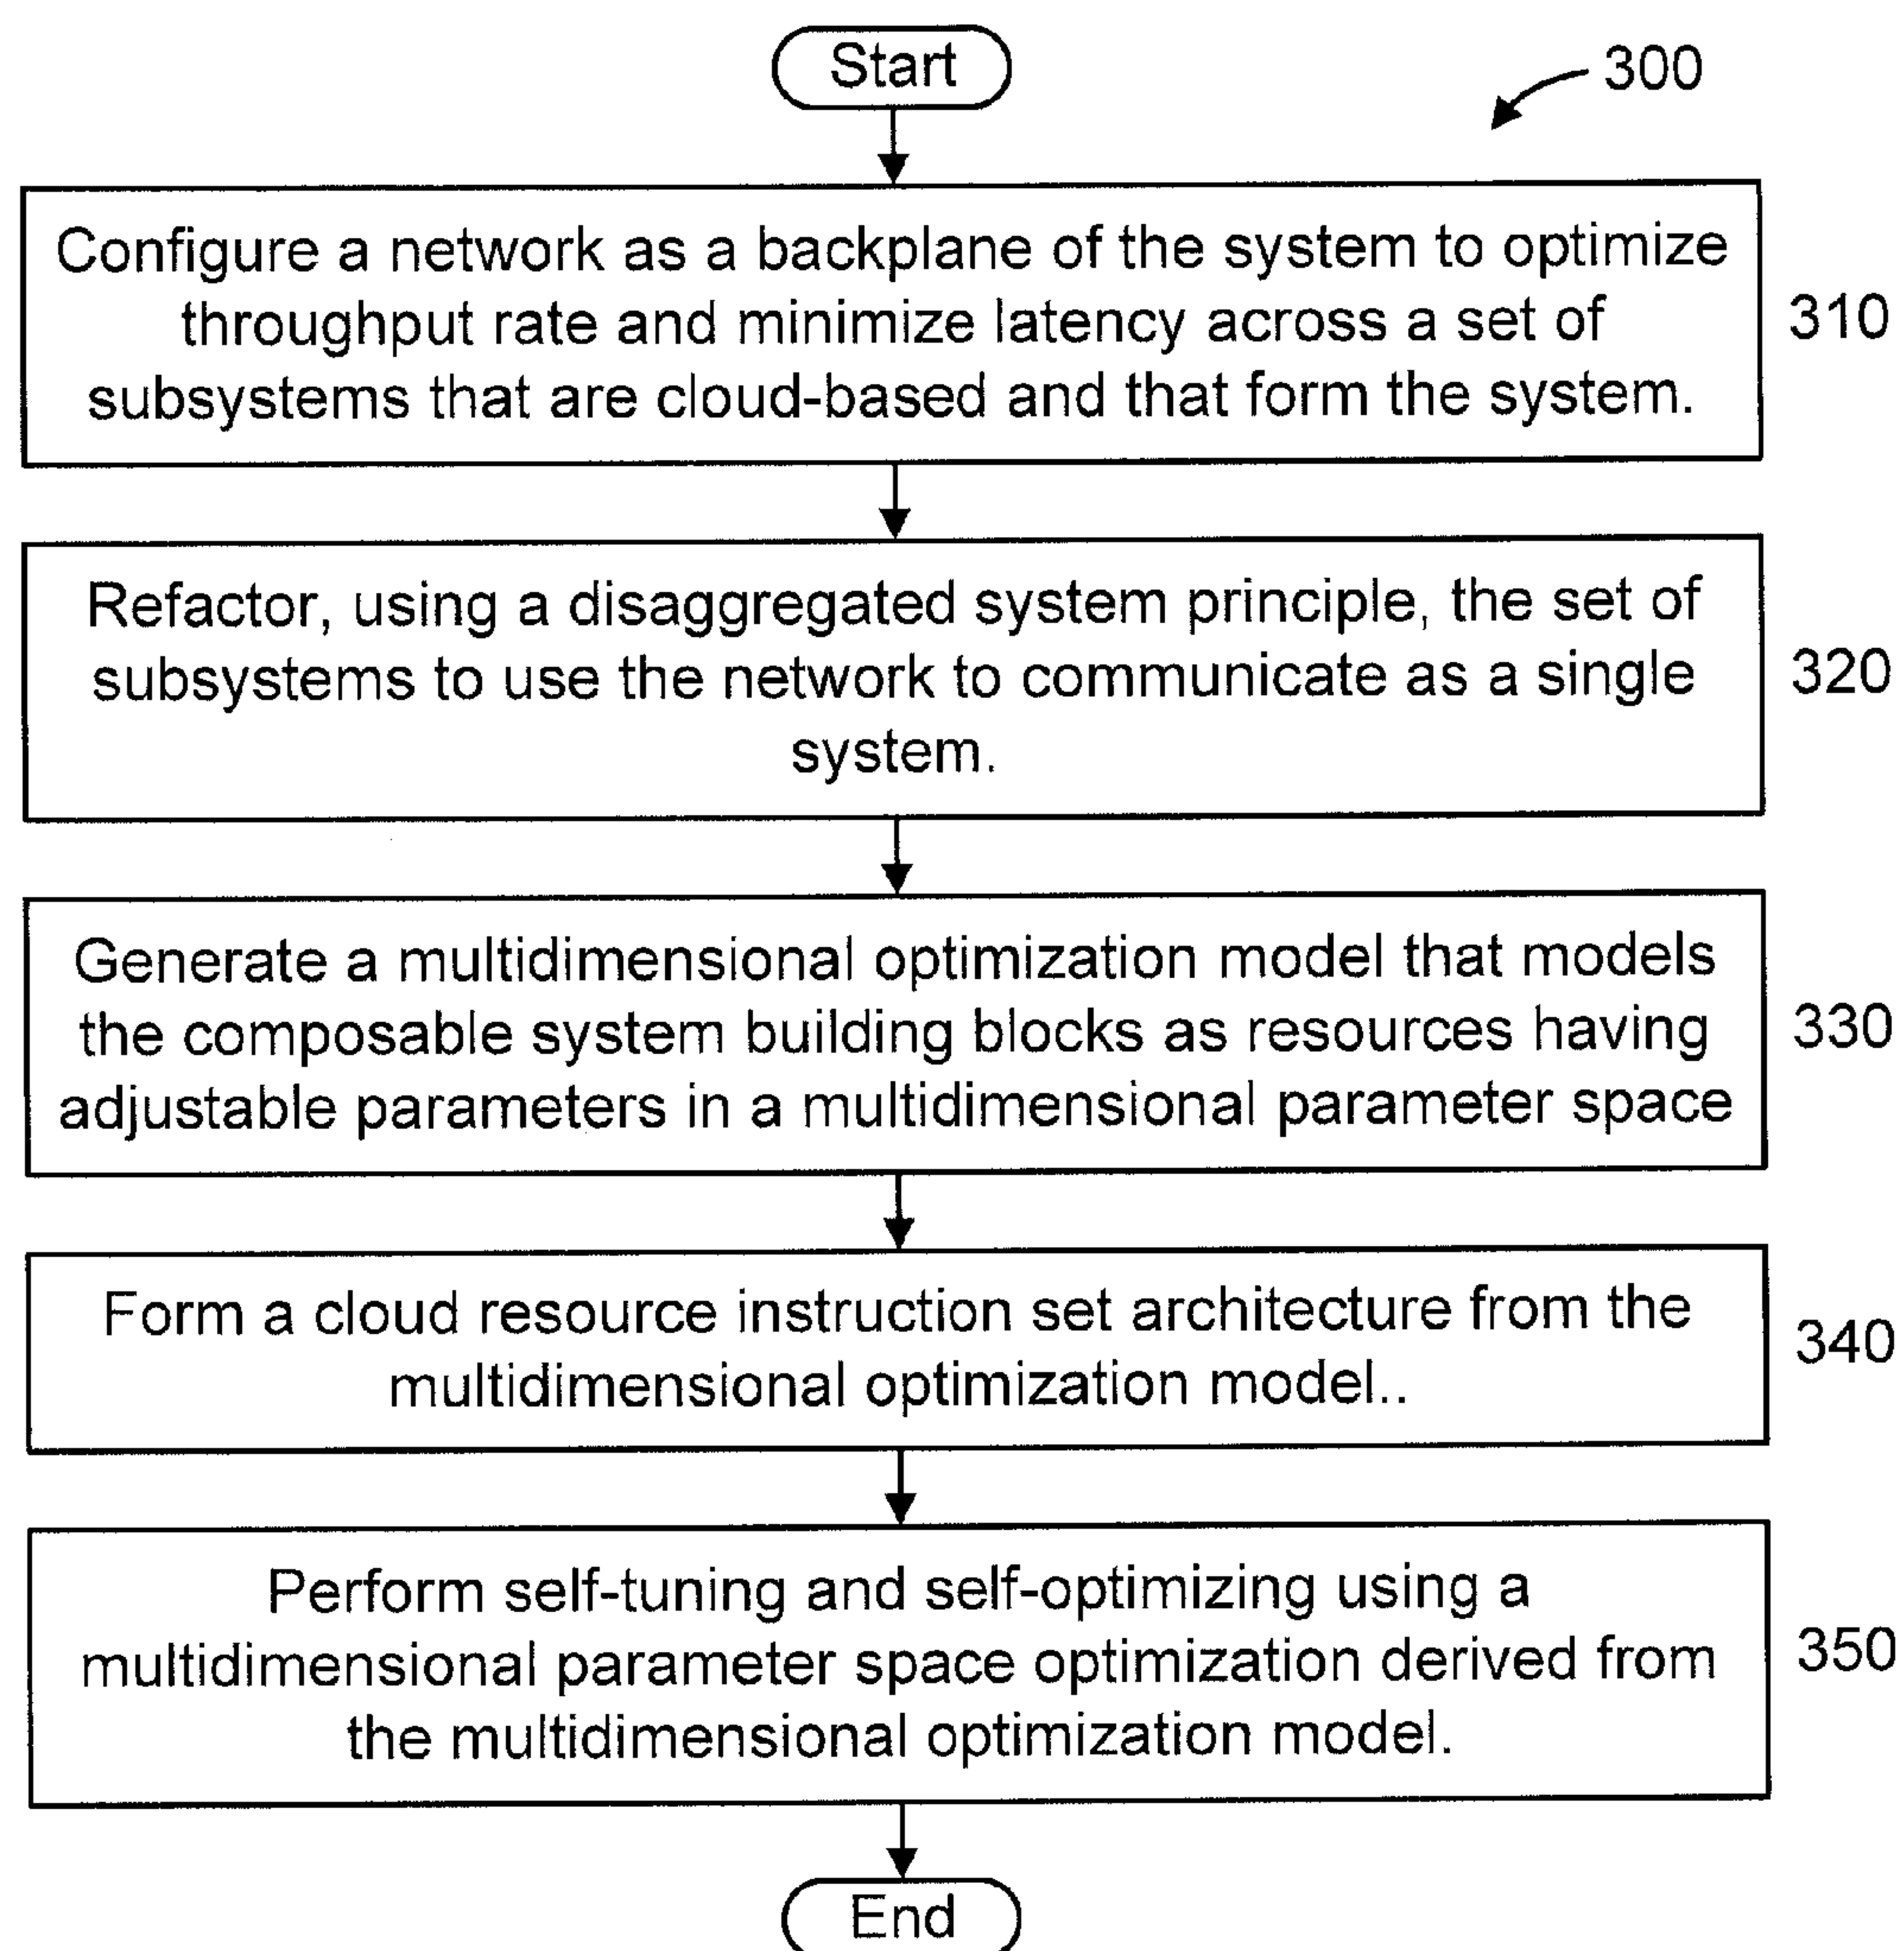 Start
300
Configure a network as a backplane of the system to optimize
throughput rate and minimize latency across a set of
subsystems that are cloud-based and that form the system.
310
Refactor, using a disaggregated system principle, the set of
subsystems to use the network to communicate as a single
system.
320
Generate a multidimensional optimization model that models
the composable system building blocks as resources having
adjustable parameters in a multidimensional parameter space
330
Form a cloud resource instruction set architecture from the
multidimensional optimization model..
340
Perform self-tuning and self-optimizing using a
multidimensional parameter space optimization derived from
the multidimensional optimization model.
350
End